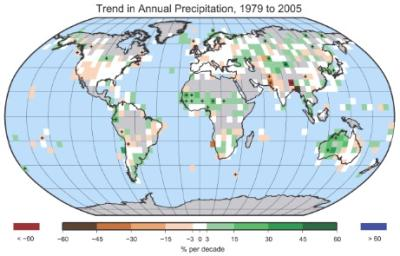 Trend in Annual Precipitation, 1979 to 2005
< -60 -60 -45 -30 -15 -3 0 3 15 30 45 60 > 60
% per decade